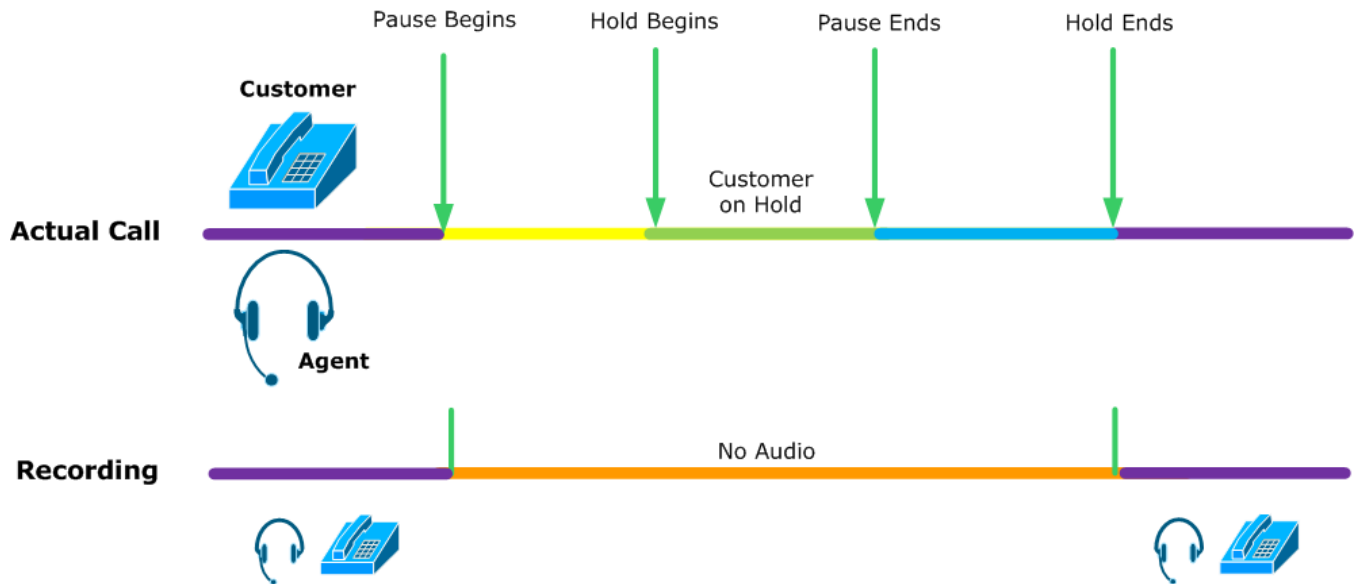 Pause Begins
Hold Begins
Pause Ends
Hold Ends
Customer
Customer
on Hold
Actual Call
Agent
No Audio
Recording